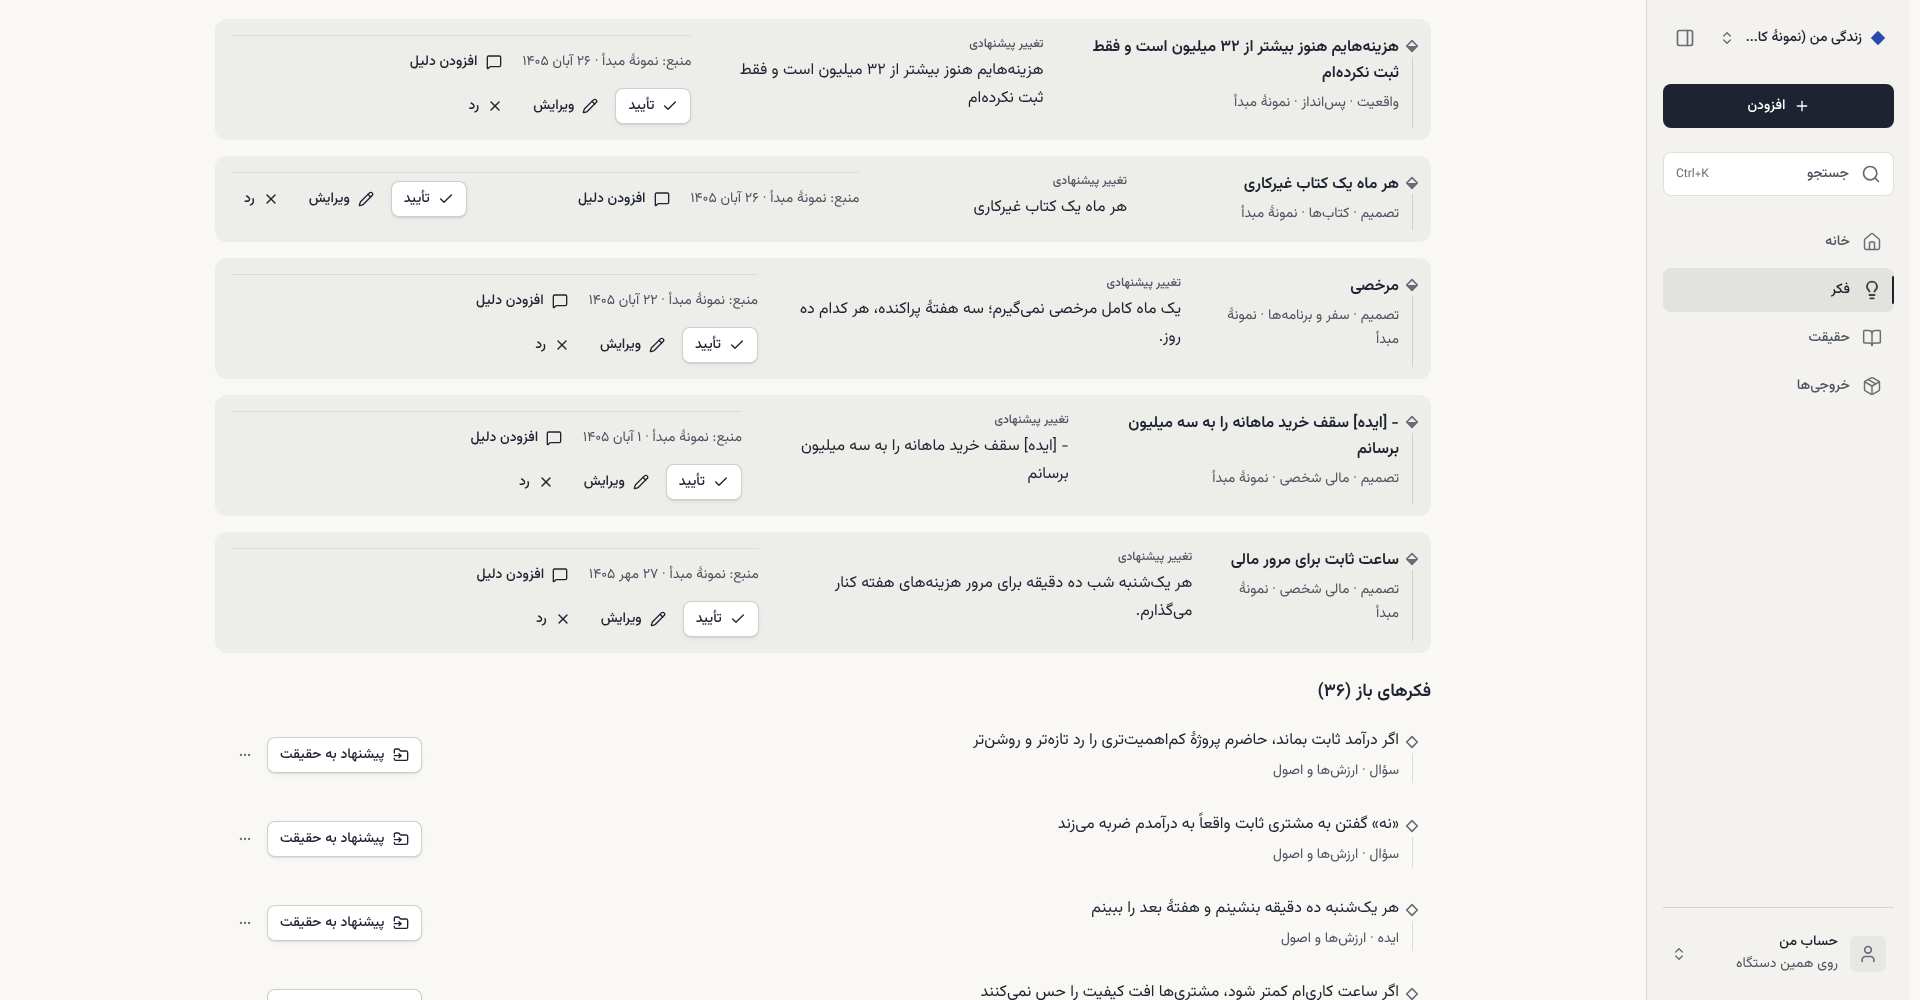 زندگی من (نمونهٔ کا...
افزودن
جستجو
Ctrl+K
خانه
فکر
حقیقت
خروجی‌ها
حساب من
روی همین دستگاه
هزینه‌هایم هنوز بیشتر از ۳۲ میلیون است و فقط
ثبت نکرده‌ام
واقعیت · پس‌انداز · نمونهٔ مبدأ
تغییر پیشنهادی
هزینه‌هایم هنوز بیشتر از ۳۲ میلیون است و فقط
ثبت نکرده‌ام
منبع: نمونهٔ مبدأ · ۲۶ آبان ۱۴۰۵
افزودن دلیل
تأیید
ویرایش
رد
هر ماه یک کتاب غیرکاری
تصمیم · کتاب‌ها · نمونهٔ مبدأ
تغییر پیشنهادی
هر ماه یک کتاب غیرکاری
منبع: نمونهٔ مبدأ · ۲۶ آبان ۱۴۰۵
افزودن دلیل
تأیید
ویرایش
رد
مرخصی
تصمیم · سفر و برنامه‌ها · نمونهٔ
مبدأ
تغییر پیشنهادی
یک ماه کامل مرخصی نمی‌گیرم؛ سه هفتهٔ پراکنده، هر کدام ده
روز.
منبع: نمونهٔ مبدأ · ۲۲ آبان ۱۴۰۵
افزودن دلیل
تأیید
ویرایش
رد
- [ایده] سقف خرید ماهانه را به سه میلیون
برسانم
تصمیم · مالی شخصی · نمونهٔ مبدأ
تغییر پیشنهادی
- [ایده] سقف خرید ماهانه را به سه میلیون
برسانم
منبع: نمونهٔ مبدأ · ۱ آبان ۱۴۰۵
افزودن دلیل
تأیید
ویرایش
رد
ساعت ثابت برای مرور مالی
تصمیم · مالی شخصی · نمونهٔ
مبدأ
تغییر پیشنهادی
هر یک‌شنبه شب ده دقیقه برای مرور هزینه‌های هفته کنار
می‌گذارم.
منبع: نمونهٔ مبدأ · ۲۷ مهر ۱۴۰۵
افزودن دلیل
تأیید
ویرایش
رد
فکرهای باز (۳۶)
اگر درآمد ثابت بماند، حاضرم پروژهٔ کم‌اهمیت‌تری را رد تازه‌تر و روشن‌تر
سؤال · ارزش‌ها و اصول
پیشنهاد به حقیقت
«نه» گفتن به مشتری ثابت واقعاً به درآمدم ضربه می‌زند
سؤال · ارزش‌ها و اصول
پیشنهاد به حقیقت
هر یک‌شنبه ده دقیقه بنشینم و هفتهٔ بعد را ببینم
ایده · ارزش‌ها و اصول
پیشنهاد به حقیقت
اگر ساعت کاری‌ام کمتر شود، مشتری‌ها افت کیفیت را حس نمی‌کنند